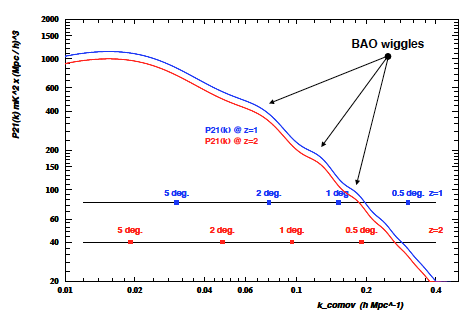 P21(k) mK^2 x (Mpc / h)^3
2000
1500
1000
600
400
200
150
100
60
40
20
BAO wiggles
P21(k) @ z=1
P21(k) @ z=2
5 deg. 2 deg. 1 deg. 0.5 deg. z=1
5 deg. 2 deg. 1 deg. 0.5 deg. z=2
0.01 0.02 0.04 0.06 0.1 0.2 0.4
k_comov (h Mpc^-1)